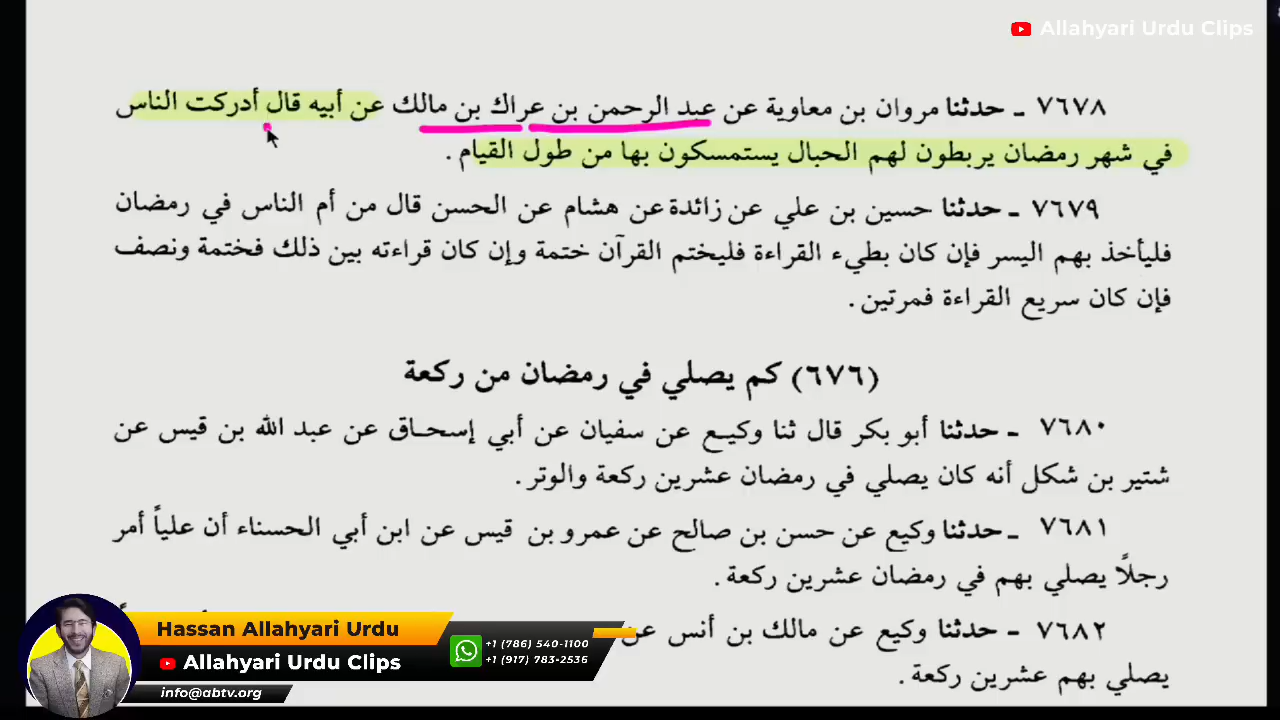 Allahyari Urdu Clips
٧٦٧٨ ـ حدثنا مروان بن معاوية عن عبد الرحمن بن عراك بن مالك عن أبيه قال أدركت الناس
في شهر رمضان يربطون لهم الحبال يستمسكون بها من طول القيام .
٧٦٧٩ ـ حدثنا حسين بن علي عن زائدة عن هشام عن الحسن قال من أم الناس في رمضان
فليأخذ بهم اليسر فإن كان بطيء القراءة فليختم القرآن ختمة وإن كان قراءته بين ذلك فختمة ونصف
فإن كان سريع القراءة فمرتين .
(٦٧٦) كم يصلي في رمضان من ركعة
٧٦٨٠ ـ حدثنا أبو بكر قال ثنا وكيـع عن سفيان عن أبي إسحـاق عن عبد الله بن قيس عن
شتير بن شكل أنه كان يصلي في رمضان عشرين ركعة والوتر .
٧٦٨١ ـ حدثنا وكيع عن حسن بن صالح عن عمرو بن قيس عن ابن أبي الحسناء أن علياً أمر
رجلاً يصلي بهم في رمضان عشرين ركعة .
٧٦٨٢ ـ حدثنا وكيع عن مالك بن أنس عن
يصلي بهم عشرين ركعة .
Hassan Allahyari Urdu
Allahyari Urdu Clips
info@abtv.org
+1 (786) 540-1100
+1 (917) 783-2536